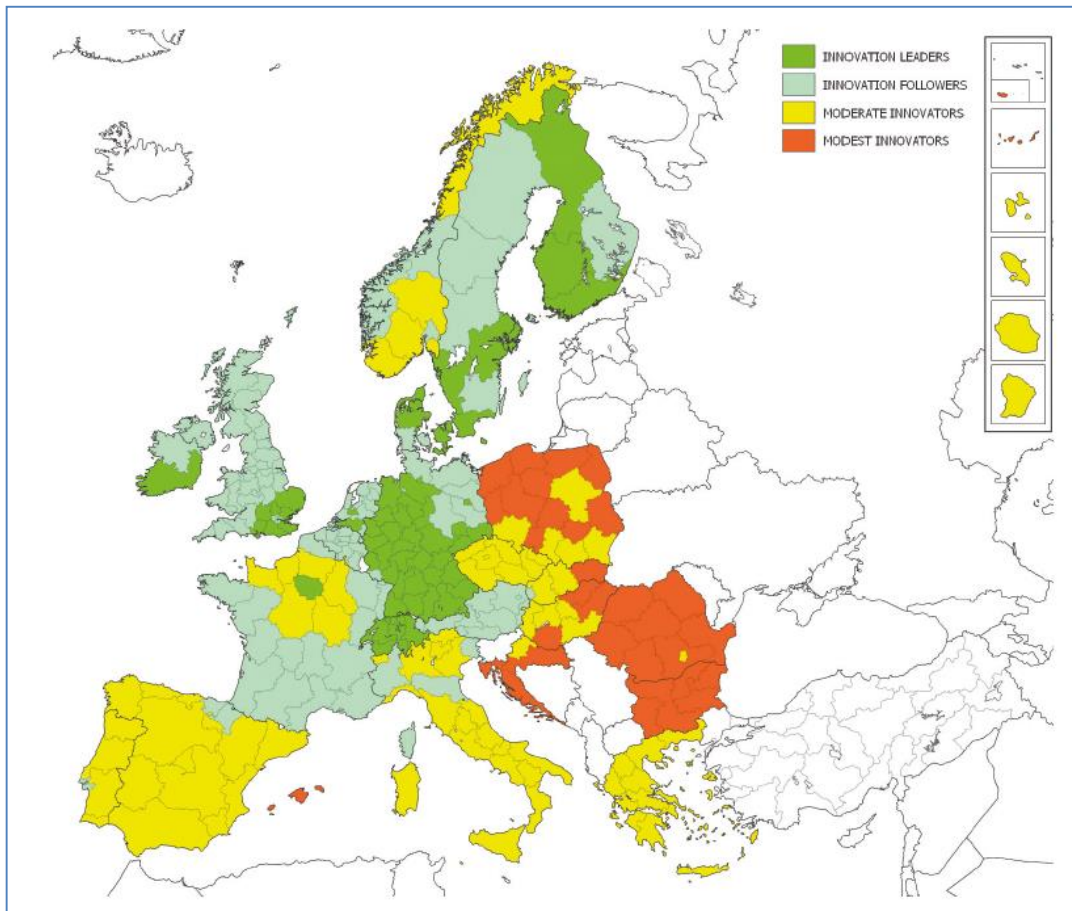 INNOVATION LEADERS
INNOVATION FOLLOWERS
MODERATE INNOVATORS
MODEST INNOVATORS